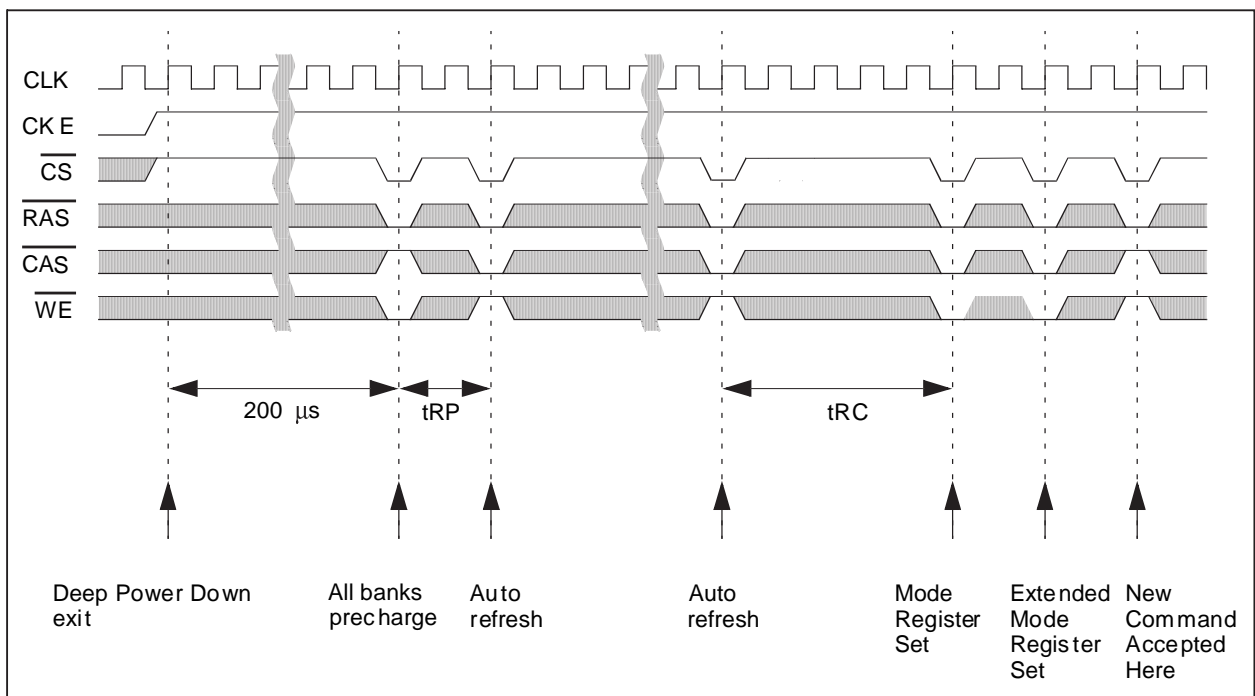 CLK
CKE
CS
RAS
CAS
WE
200 μs
tRP
tRC
Deep Power Down
exit
All banks
precharge
Auto
refresh
Auto
refresh
Mode
Register
Set
Extended
Mode
Register
Set
New
Command
Accepted
Here